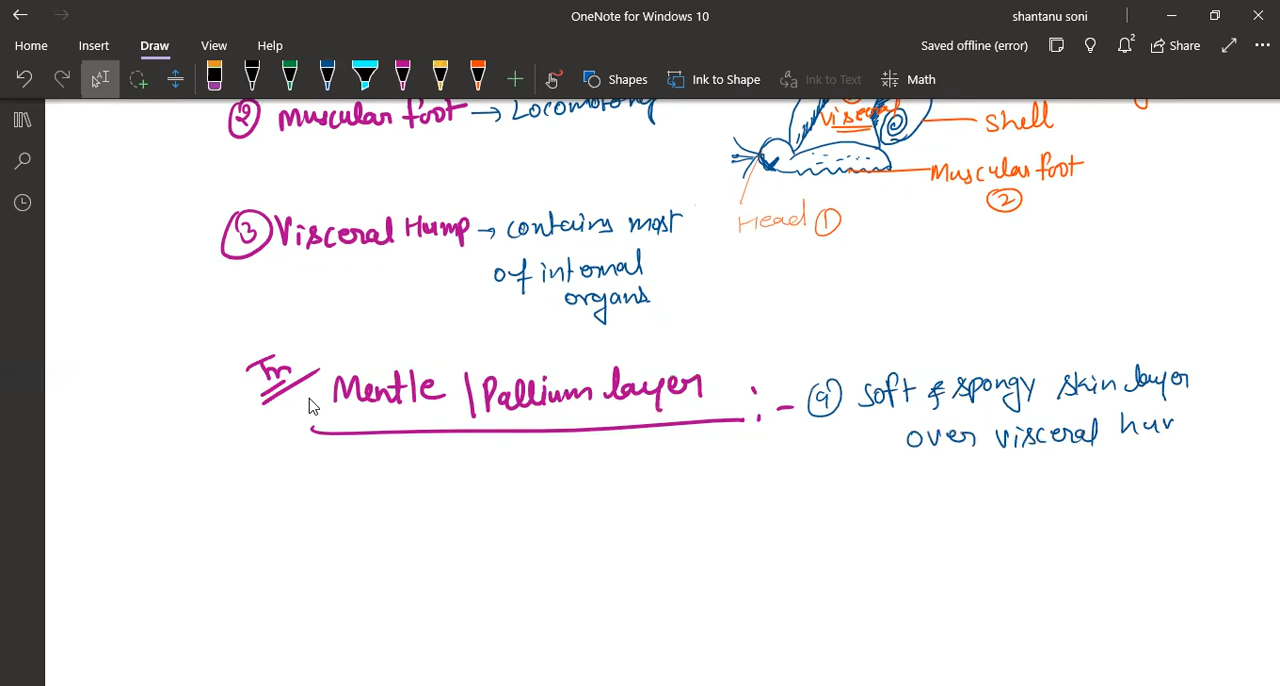 OneNote for Windows 10
shantanu soni
Home Insert Draw View Help
Saved offline (error)
Share
Shapes
Ink to Shape
Ink to Text
Math
② Muscular foot → Locomotory
visceral
Shell
Muscular foot
②
Head ①
③ Visceral Hump → contains most
of internal
organs
Mentle | Pallium layer :- (a) soft & spongy skin layer
over visceral